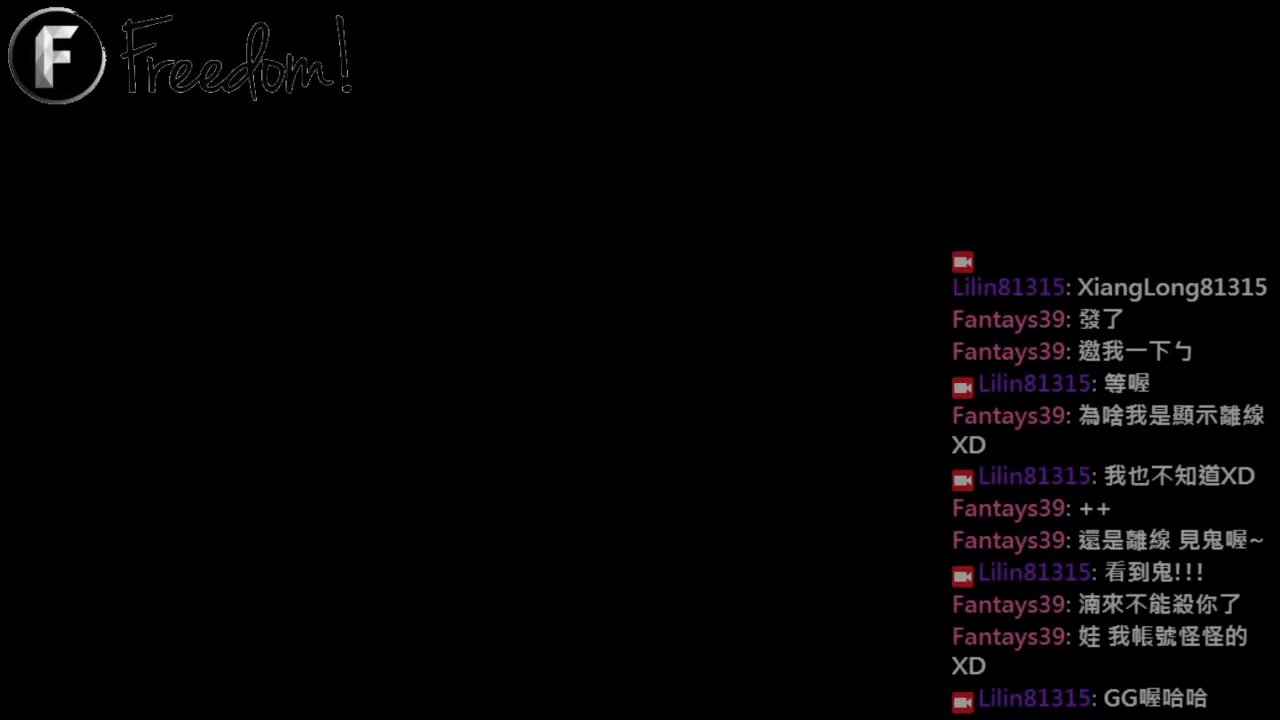 F Freedom!
Lilin81315: XiangLong81315
Fantays39: 發了
Fantays39: 邀我一下ㄅ
Lilin81315: 等喔
Fantays39: 為啥我是顯示離線
XD
Lilin81315: 我也不知道XD
Fantays39: ++
Fantays39: 還是離線 見鬼喔~
Lilin81315: 看到鬼!!!
Fantays39: 湳來不能殺你了
Fantays39: 娃 我帳號怪怪的
XD
Lilin81315: GG喔哈哈